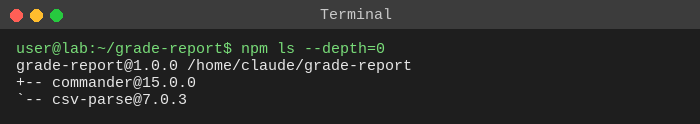 Terminal
user@lab:~/grade-report$ npm ls --depth=0
grade-report@1.0.0 /home/claude/grade-report
+-- commander@15.0.0
`-- csv-parse@7.0.3